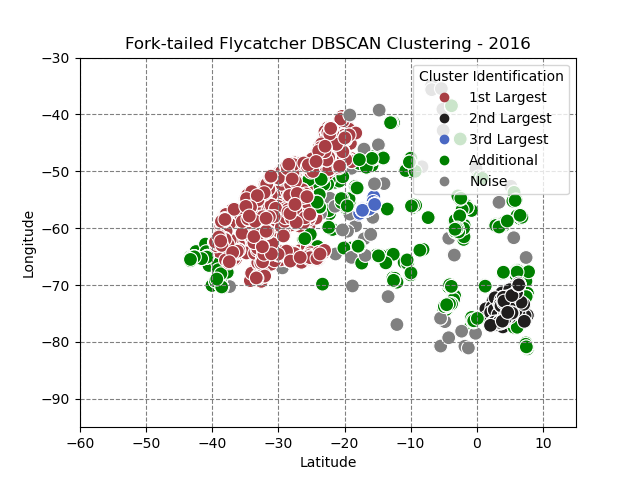 Fork-tailed Flycatcher DBSCAN Clustering - 2016
Longitude
−30
−40
−50
−60
−70
−80
−90
Cluster Identification
1st Largest
2nd Largest
3rd Largest
Additional
Noise
−60 −50 −40 −30 −20 −10 0 10
Latitude